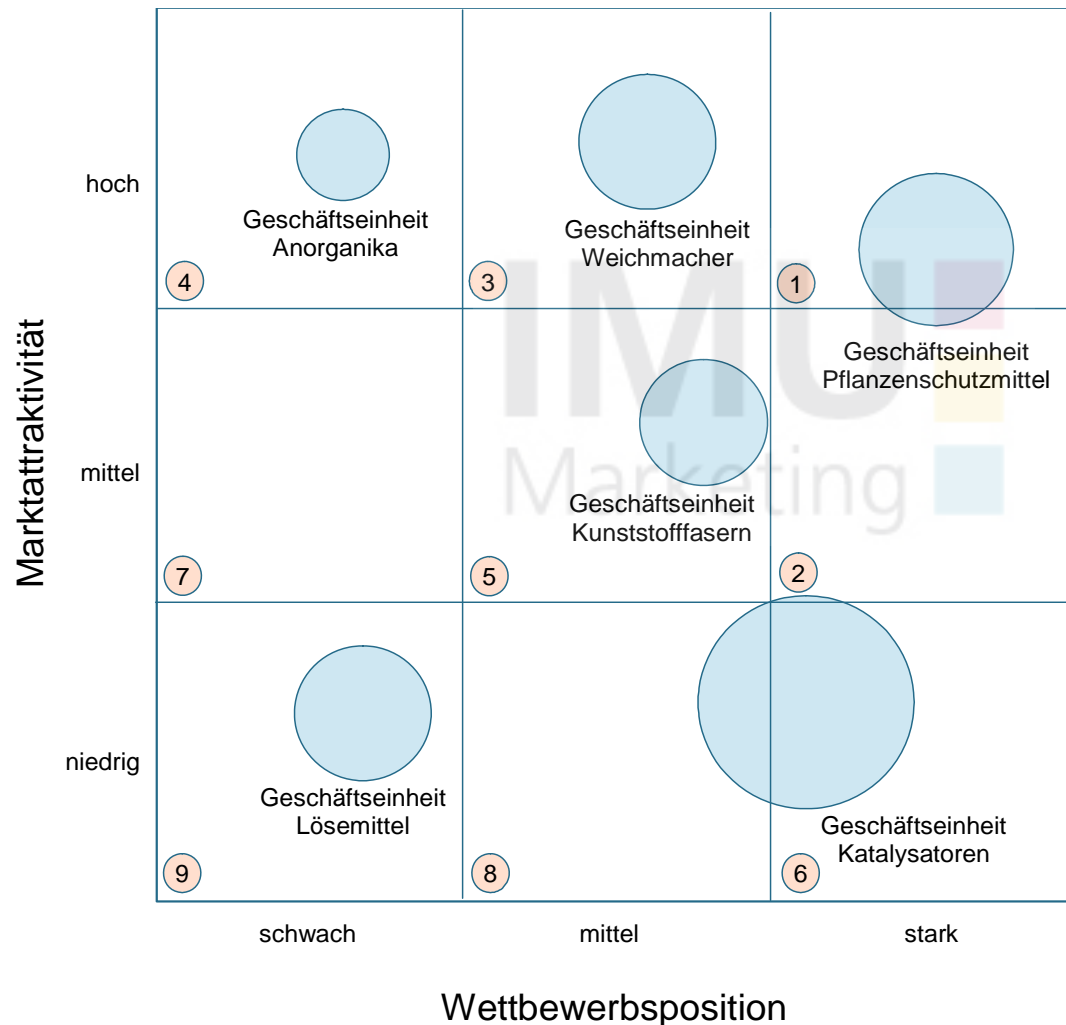 Marktattraktivität
hoch
mittel
niedrig
Geschäftseinheit
Anorganika
4
Geschäftseinheit
Weichmacher
3
Geschäftseinheit
Pflanzenschutzmittel
1
7
Geschäftseinheit
Kunststofffasern
5
2
Geschäftseinheit
Lösemittel
9
8
Geschäftseinheit
Katalysatoren
6
IMU
Marketing
schwach
mittel
stark
Wettbewerbsposition